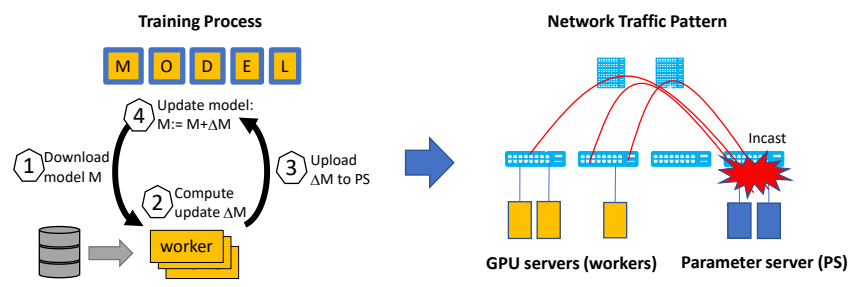 Training Process
M O D E L
4 Update model:
M:= M+ΔM
1 Download
model M
3 Upload
ΔM to PS
2 Compute
update ΔM
worker
Network Traffic Pattern
Incast
GPU servers (workers)
Parameter server (PS)